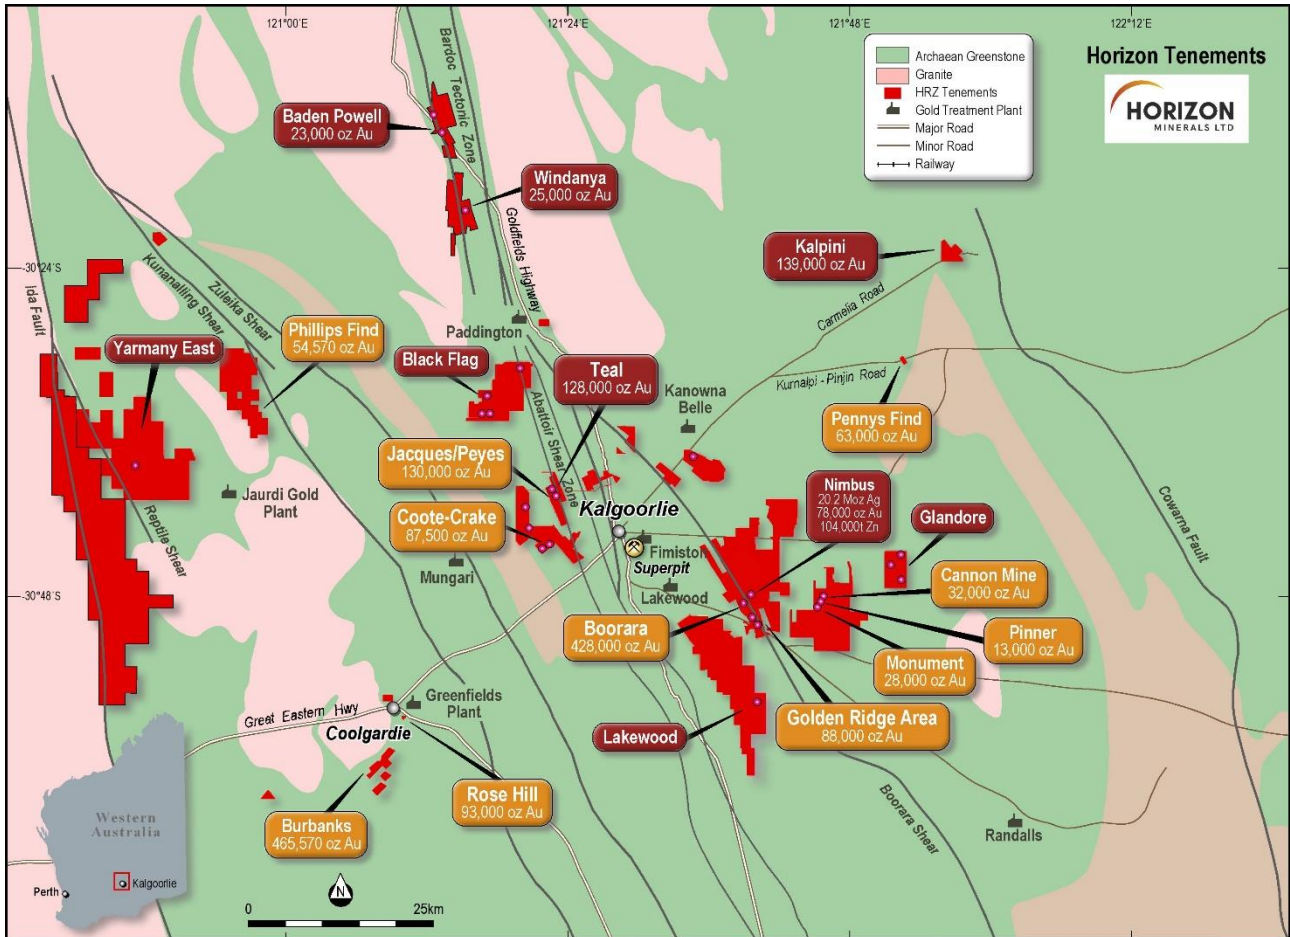 121°00'E
121°24'E
121°48'E
122°12'E
Horizon Tenements
HORIZON
MINERALS LTD
Archaean Greenstone
Granite
HRZ Tenements
Gold Treatment Plant
Major Road
Minor Road
Railway
Bardoc Tectonic Zone
Baden Powell
23,000 oz Au
Windanya
25,000 oz Au
Goldfields Highway
Kalpini
139,000 oz Au
-30°24'S
Ida Fault
Kunanalling Shear
Zuleika Shear
Carmelia Road
Phillips Find
54,570 oz Au
Paddington
Yarmany East
Black Flag
Teal
128,000 oz Au
Kanowna
Belle
Kurnalpi - Pinjin Road
Abattoir Shear Zone
Pennys Find
63,000 oz Au
Jacques/Peyes
130,000 oz Au
Jaurdi Gold
Plant
Nimbus
20.2 Moz Ag
78,000 oz Au
104,000t Zn
Kalgoorlie
Coote-Crake
87,500 oz Au
Glandore
Cowarna Fault
Reptile Shear
Fimiston
Superpit
Mungari
Lakewood
Cannon Mine
32,000 oz Au
-30°48'S
Boorara
428,000 oz Au
Pinner
13,000 oz Au
Monument
28,000 oz Au
Greenfields
Plant
Great Eastern Hwy
Coolgardie
Lakewood
Golden Ridge Area
88,000 oz Au
Rose Hill
93,000 oz Au
Boorara Shear
Burbanks
465,570 oz Au
Randalls
Western
Australia
Perth
Kalgoorlie
N
0
25km